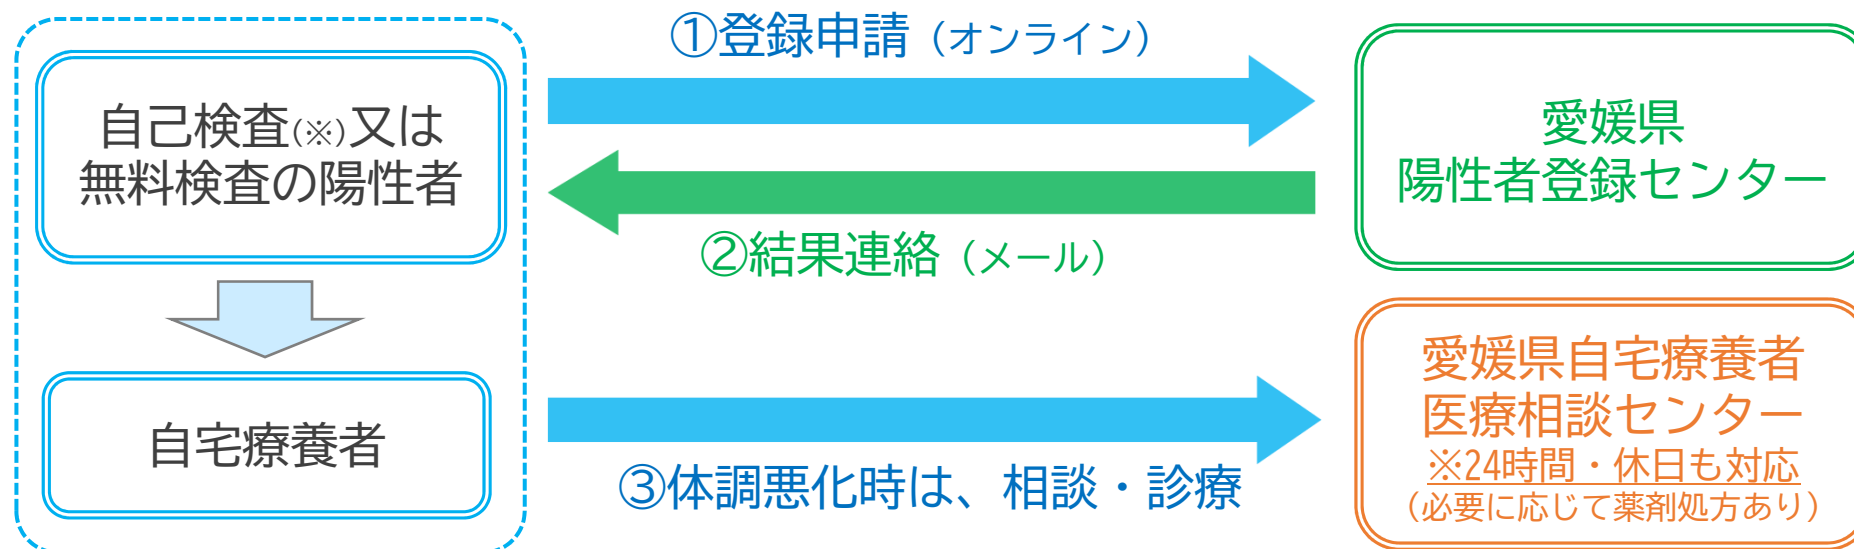 ①登録申請（オンライン）
自己検査(※)又は
無料検査の陽性者
愛媛県
陽性者登録センター
②結果連絡（メール）
自宅療養者
③体調悪化時は、相談・診療
愛媛県自宅療養者
医療相談センター
※24時間・休日も対応
（必要に応じて薬剤処方あり）